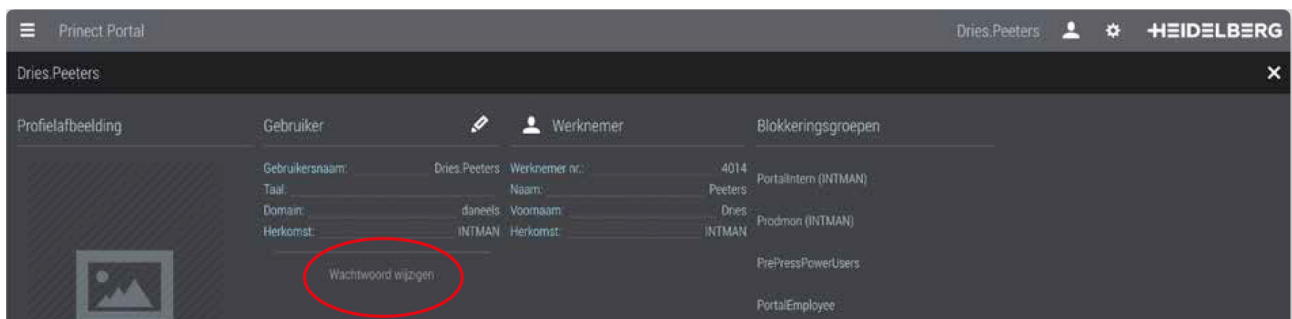 Prinect Portal Dries.Peeters HEIDELBERG
Dries.Peeters
Profielafbeelding
Gebruiker
Gebruikersnaam: Dries.Peeters
Taal:
Domain: daneels
Herkomst: INTMAN
Wachtwoord wijzigen
Werknemer
Werknemer nr.: 4014
Naam: Peeters
Voornaam: Dries
Herkomst: INTMAN
Blokkeringsgroepen
PortalIntern (INTMAN)
Prodmon (INTMAN)
PrePressPowerUsers
PortalEmployee